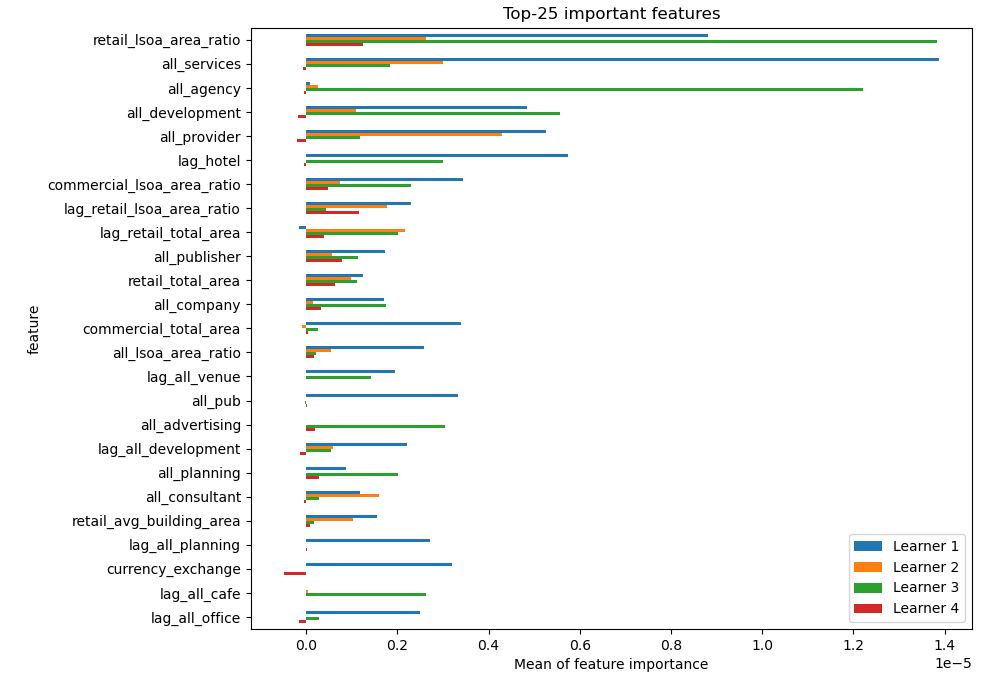 Top-25 important features
feature
retail_lsoa_area_ratio
all_services
all_agency
all_development
all_provider
lag_hotel
commercial_lsoa_area_ratio
lag_retail_lsoa_area_ratio
lag_retail_total_area
all_publisher
retail_total_area
all_company
commercial_total_area
all_lsoa_area_ratio
lag_all_venue
all_pub
all_advertising
lag_all_development
all_planning
all_consultant
retail_avg_building_area
lag_all_planning
currency_exchange
lag_all_cafe
lag_all_office
Learner 1
Learner 2
Learner 3
Learner 4
0.0 0.2 0.4 0.6 0.8 1.0 1.2 1.4
1e−5
Mean of feature importance